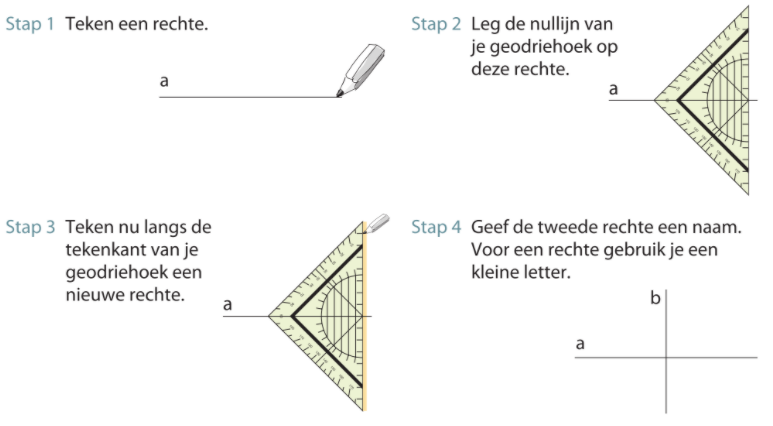 Stap 1 Teken een rechte.
a
Stap 2 Leg de nullijn van
je geodriehoek op
deze rechte.
a
Stap 3 Teken nu langs de
tekenkant van je
geodriehoek een
nieuwe rechte.
a
Stap 4 Geef de tweede rechte een naam.
Voor een rechte gebruik je een
kleine letter.
b
a